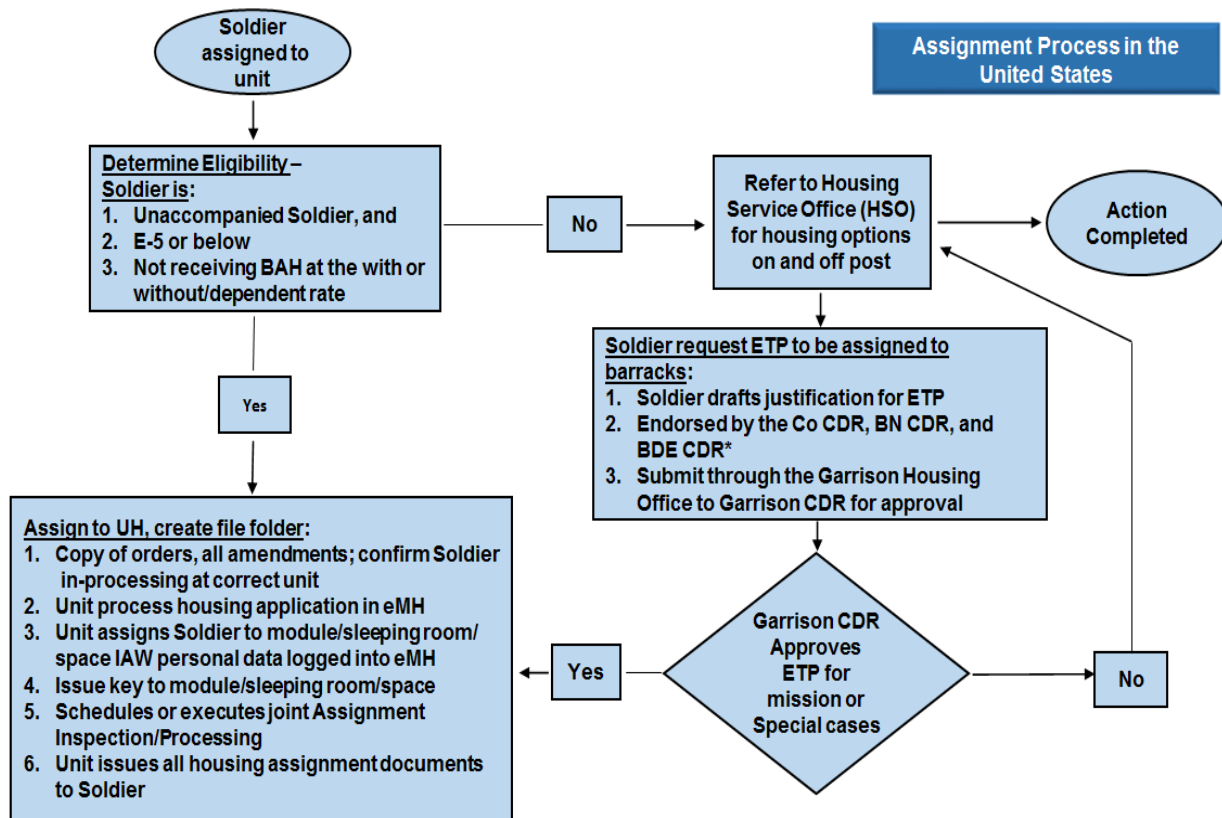 Soldier
assigned to
unit
Assignment Process in the
United States
Determine Eligibility –
Soldier is:
1. Unaccompanied Soldier, and
2. E-5 or below
3. Not receiving BAH at the with or
without/dependent rate
No
Refer to Housing
Service Office (HSO)
for housing options
on and off post
Action
Completed
Yes
Soldier request ETP to be assigned to
barracks:
1. Soldier drafts justification for ETP
2. Endorsed by the Co CDR, BN CDR, and
BDE CDR*
3. Submit through the Garrison Housing
Office to Garrison CDR for approval
Assign to UH, create file folder:
1. Copy of orders, all amendments; confirm Soldier
in-processing at correct unit
2. Unit process housing application in eMH
3. Unit assigns Soldier to module/sleeping room/
space IAW personal data logged into eMH
4. Issue key to module/sleeping room/space
5. Schedules or executes joint Assignment
Inspection/Processing
6. Unit issues all housing assignment documents
to Soldier
Yes
Garrison CDR
Approves
ETP for
mission or
Special cases
No